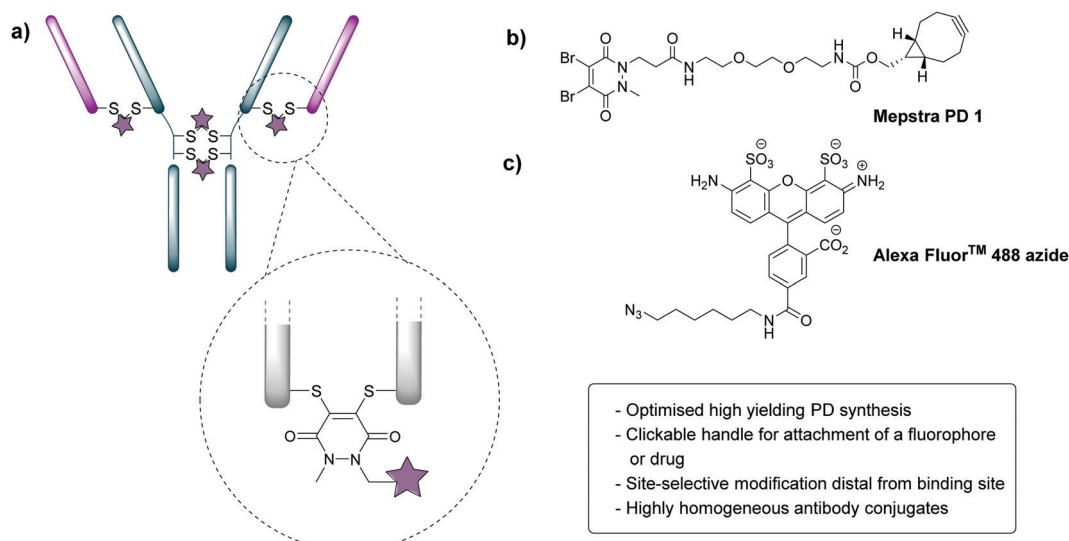 a)
S S
S S
S S
S S
S S
O O
N N
b)
Br
Br
O
O
N
N
O
N
H
O
O
H
N
O
O
H
H
Mepstra PD 1
c)
⊖ ⊖
SO3 SO3
H2N O ⊕
NH2
⊖
CO2
Alexa Fluor™ 488 azide
N3
N
H
O
- Optimised high yielding PD synthesis
- Clickable handle for attachment of a fluorophore
or drug
- Site-selective modification distal from binding site
- Highly homogeneous antibody conjugates